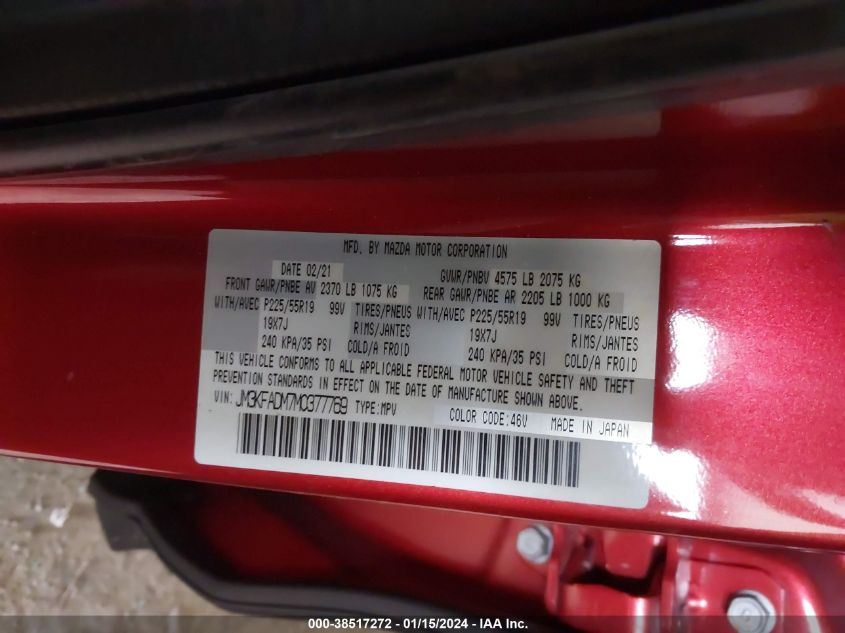 MFD. BY MAZDA MOTOR CORPORATION
DATE 02/21 GVWR/PNBV 4575 LB 2075 KG
FRONT GAWR/PNBE AV 2370 LB 1075 KG REAR GAWR/PNBE AR 2205 LB 1000 KG
WITH/AVEC P225/55R19 99V TIRES/PNEUS WITH/AVEC P225/55R19 99V TIRES/PNEUS
19X7J RIMS/JANTES 19X7J RIMS/JANTES
240 KPA/35 PSI COLD/A FROID 240 KPA/35 PSI COLD/A FROID
THIS VEHICLE CONFORMS TO ALL APPLICABLE FEDERAL MOTOR VEHICLE SAFETY AND THEFT
PREVENTION STANDARDS IN EFFECT ON THE DATE OF MANUFACTURE SHOWN ABOVE.
VIN: JM3KFADM7M0377769 TYPE:MPV COLOR CODE:46V MADE IN JAPAN
000-38517272 - 01/15/2024 - IAA Inc.